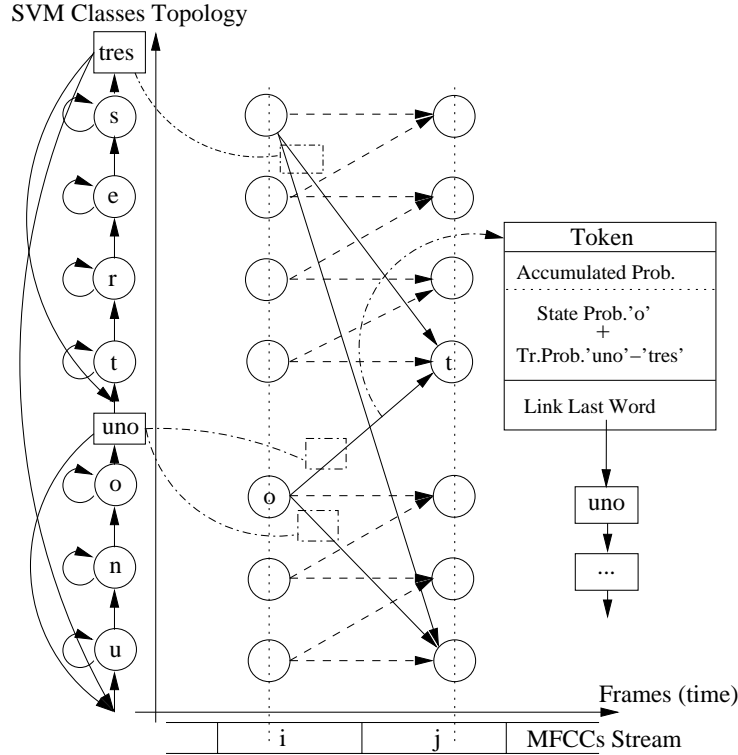 SVM Classes Topology
tres
s
e
r
t
uno
o
n
u
t
o
Token
Accumulated Prob.
State Prob.'o'
+
Tr.Prob.'uno'−'tres'
Link Last Word
uno
...
Frames (time)
i
j
MFCCs Stream